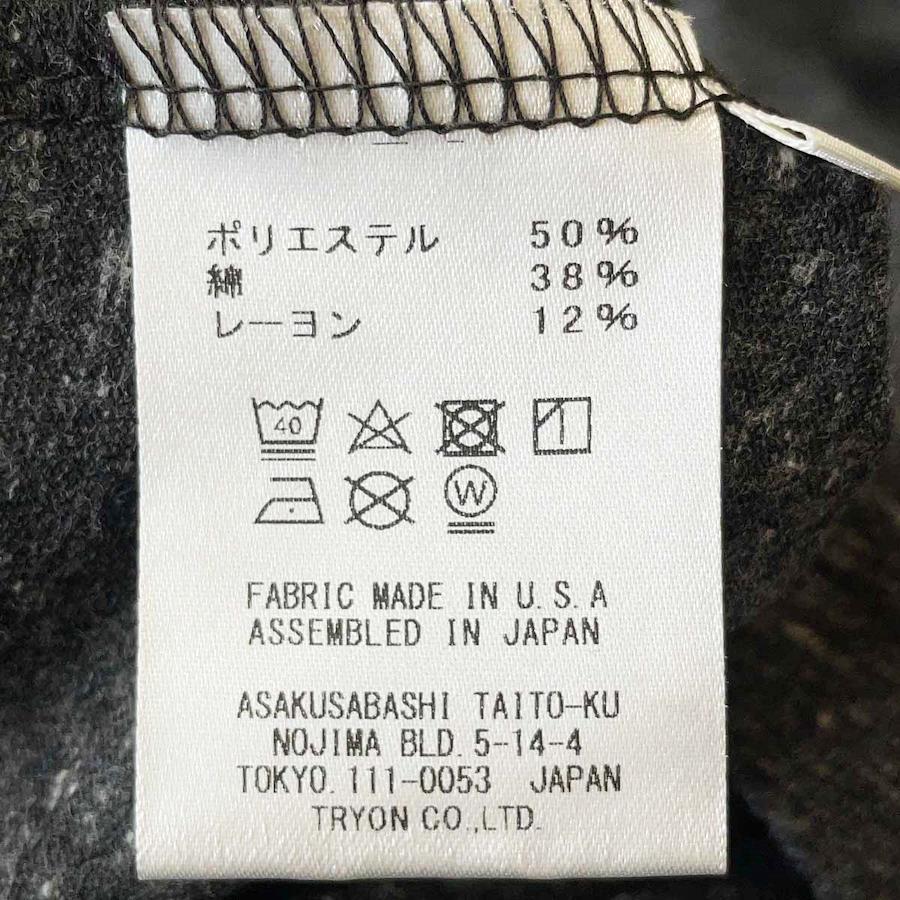 ポリエステル 50%
綿 38%
レーヨン 12%
40
W
FABRIC MADE IN U.S.A
ASSEMBLED IN JAPAN
ASAKUSABASHI TAITO-KU
NOJIMA BLD.5-14-4
TOKYO.111-0053 JAPAN
TRYON CO.,LTD.